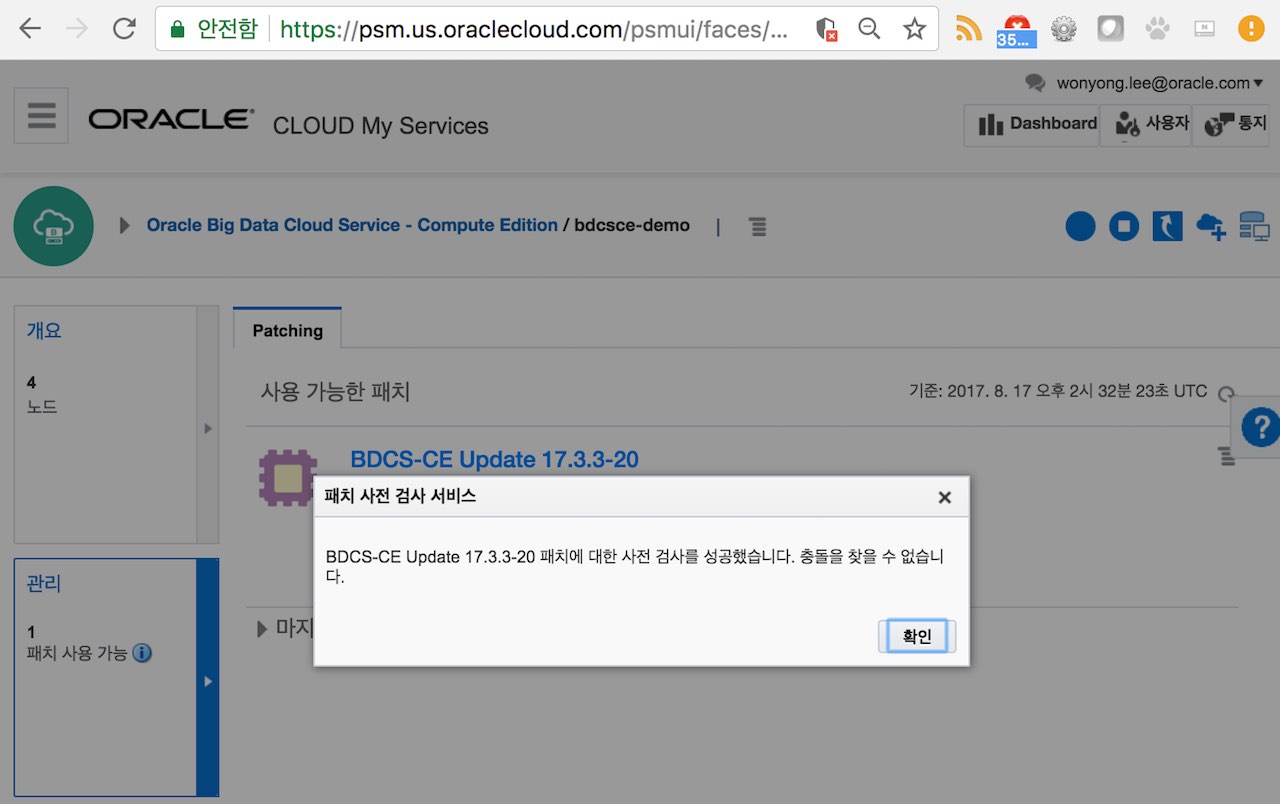 안전함 https://psm.us.oraclecloud.com/psmui/faces/...
35...
wonyong.lee@oracle.com
ORACLE CLOUD My Services
Dashboard 사용자 통지
Oracle Big Data Cloud Service - Compute Edition / bdcsce-demo |
개요
4
노드
관리
1
패치 사용 가능
Patching
사용 가능한 패치
기준: 2017. 8. 17 오후 2시 32분 23초 UTC
?
BDCS-CE Update 17.3.3-20
패치 사전 검사 서비스
BDCS-CE Update 17.3.3-20 패치에 대한 사전 검사를 성공했습니다. 충돌을 찾을 수 없습니
다.
확인